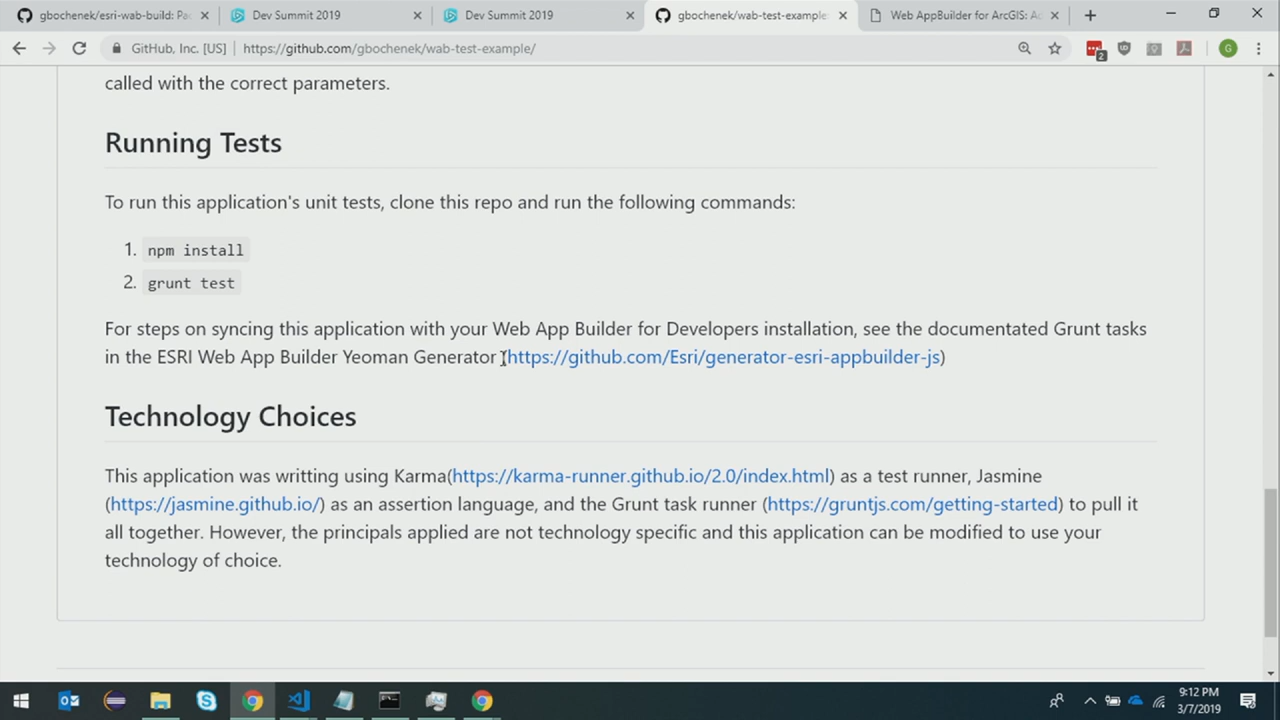 gbochenek/esri-wab-build: Pac
Dev Summit 2019
Dev Summit 2019
gbochenek/wab-test-example:
Web AppBuilder for ArcGIS: Ad
GitHub, Inc. [US]
https://github.com/gbochenek/wab-test-example/
2
G
called with the correct parameters.
Running Tests
To run this application's unit tests, clone this repo and run the following commands:
1. npm install
2. grunt test
For steps on syncing this application with your Web App Builder for Developers installation, see the documentated Grunt tasks
in the ESRI Web App Builder Yeoman Generator (https://github.com/Esri/generator-esri-appbuilder-js)
Technology Choices
This application was writting using Karma(https://karma-runner.github.io/2.0/index.html) as a test runner, Jasmine
(https://jasmine.github.io/) as an assertion language, and the Grunt task runner (https://gruntjs.com/getting-started) to pull it
all together. However, the principals applied are not technology specific and this application can be modified to use your
technology of choice.
9:12 PM
3/7/2019